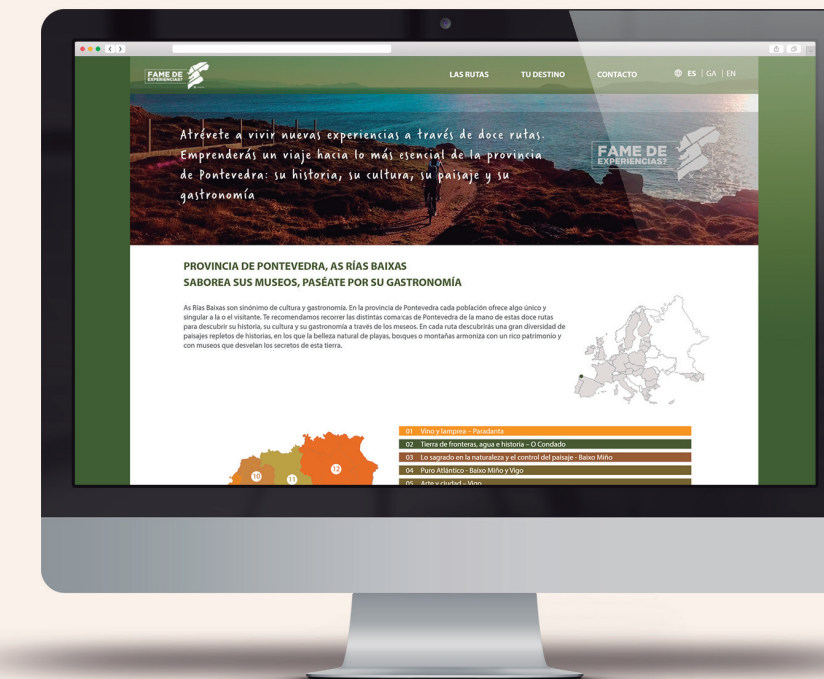 FAME DE
EXPERIENCIAS?
LAS RUTAS
TU DESTINO
CONTACTO
ES | GA | EN
Atrévete a vivir nuevas experiencias a través de doce rutas.
Emprenderás un viaje hacia lo más esencial de la provincia
de Pontevedra: su historia, su cultura, su paisaje y su
gastronomía
FAME DE
EXPERIENCIAS?
PROVINCIA DE PONTEVEDRA, AS RÍAS BAIXAS
SABOREA SUS MUSEOS, PASÉATE POR SU GASTRONOMÍA
As Rías Baixas son sinónimo de cultura y gastronomía. En la provincia de Pontevedra cada población ofrece algo único y
singular a la o el visitante. Te recomendamos recorrer las distintas comarcas de Pontevedra de la mano de estas doce rutas
para descubrir su historia, su cultura y su gastronomía a través de los meseos. En cada ruta descubrirás una gran diversidad de
paisajes repletos de historias, en los que la belleza natural de playas, bosques o montañas armoniza con un rico patrimonio y
con museos que desvelan los secretos de esta tierra.
01 Vino y lamprea – Paradanta
02 Tierra de fronteras, agua e historia – O Condado
03 Lo sagrado en la naturaleza y el control del paisaje - Baixo Miño
04 Puro Atlántico - Baixo Miño y Vigo
05 Arte y ciudad – Vigo
10
11
12